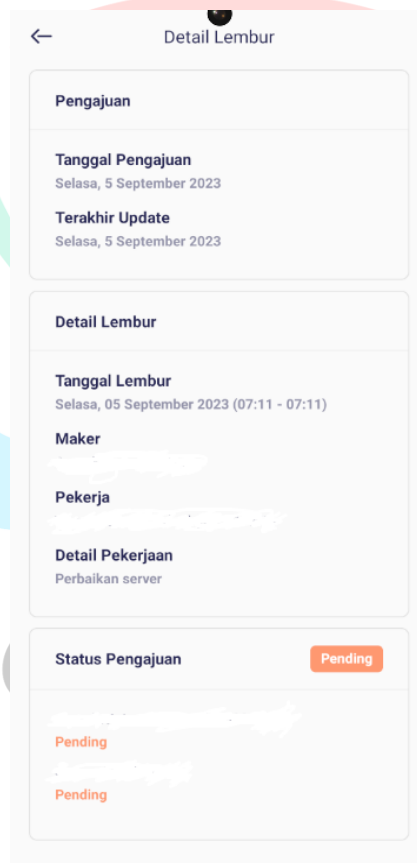 Detail Lembur
Pengajuan
Tanggal Pengajuan
Selasa, 5 September 2023
Terakhir Update
Selasa, 5 September 2023
Detail Lembur
Tanggal Lembur
Selasa, 05 September 2023 (07:11 - 07:11)
Maker
Pekerja
Detail Pekerjaan
Perbaikan server
Status Pengajuan
Pending
Pending
Pending